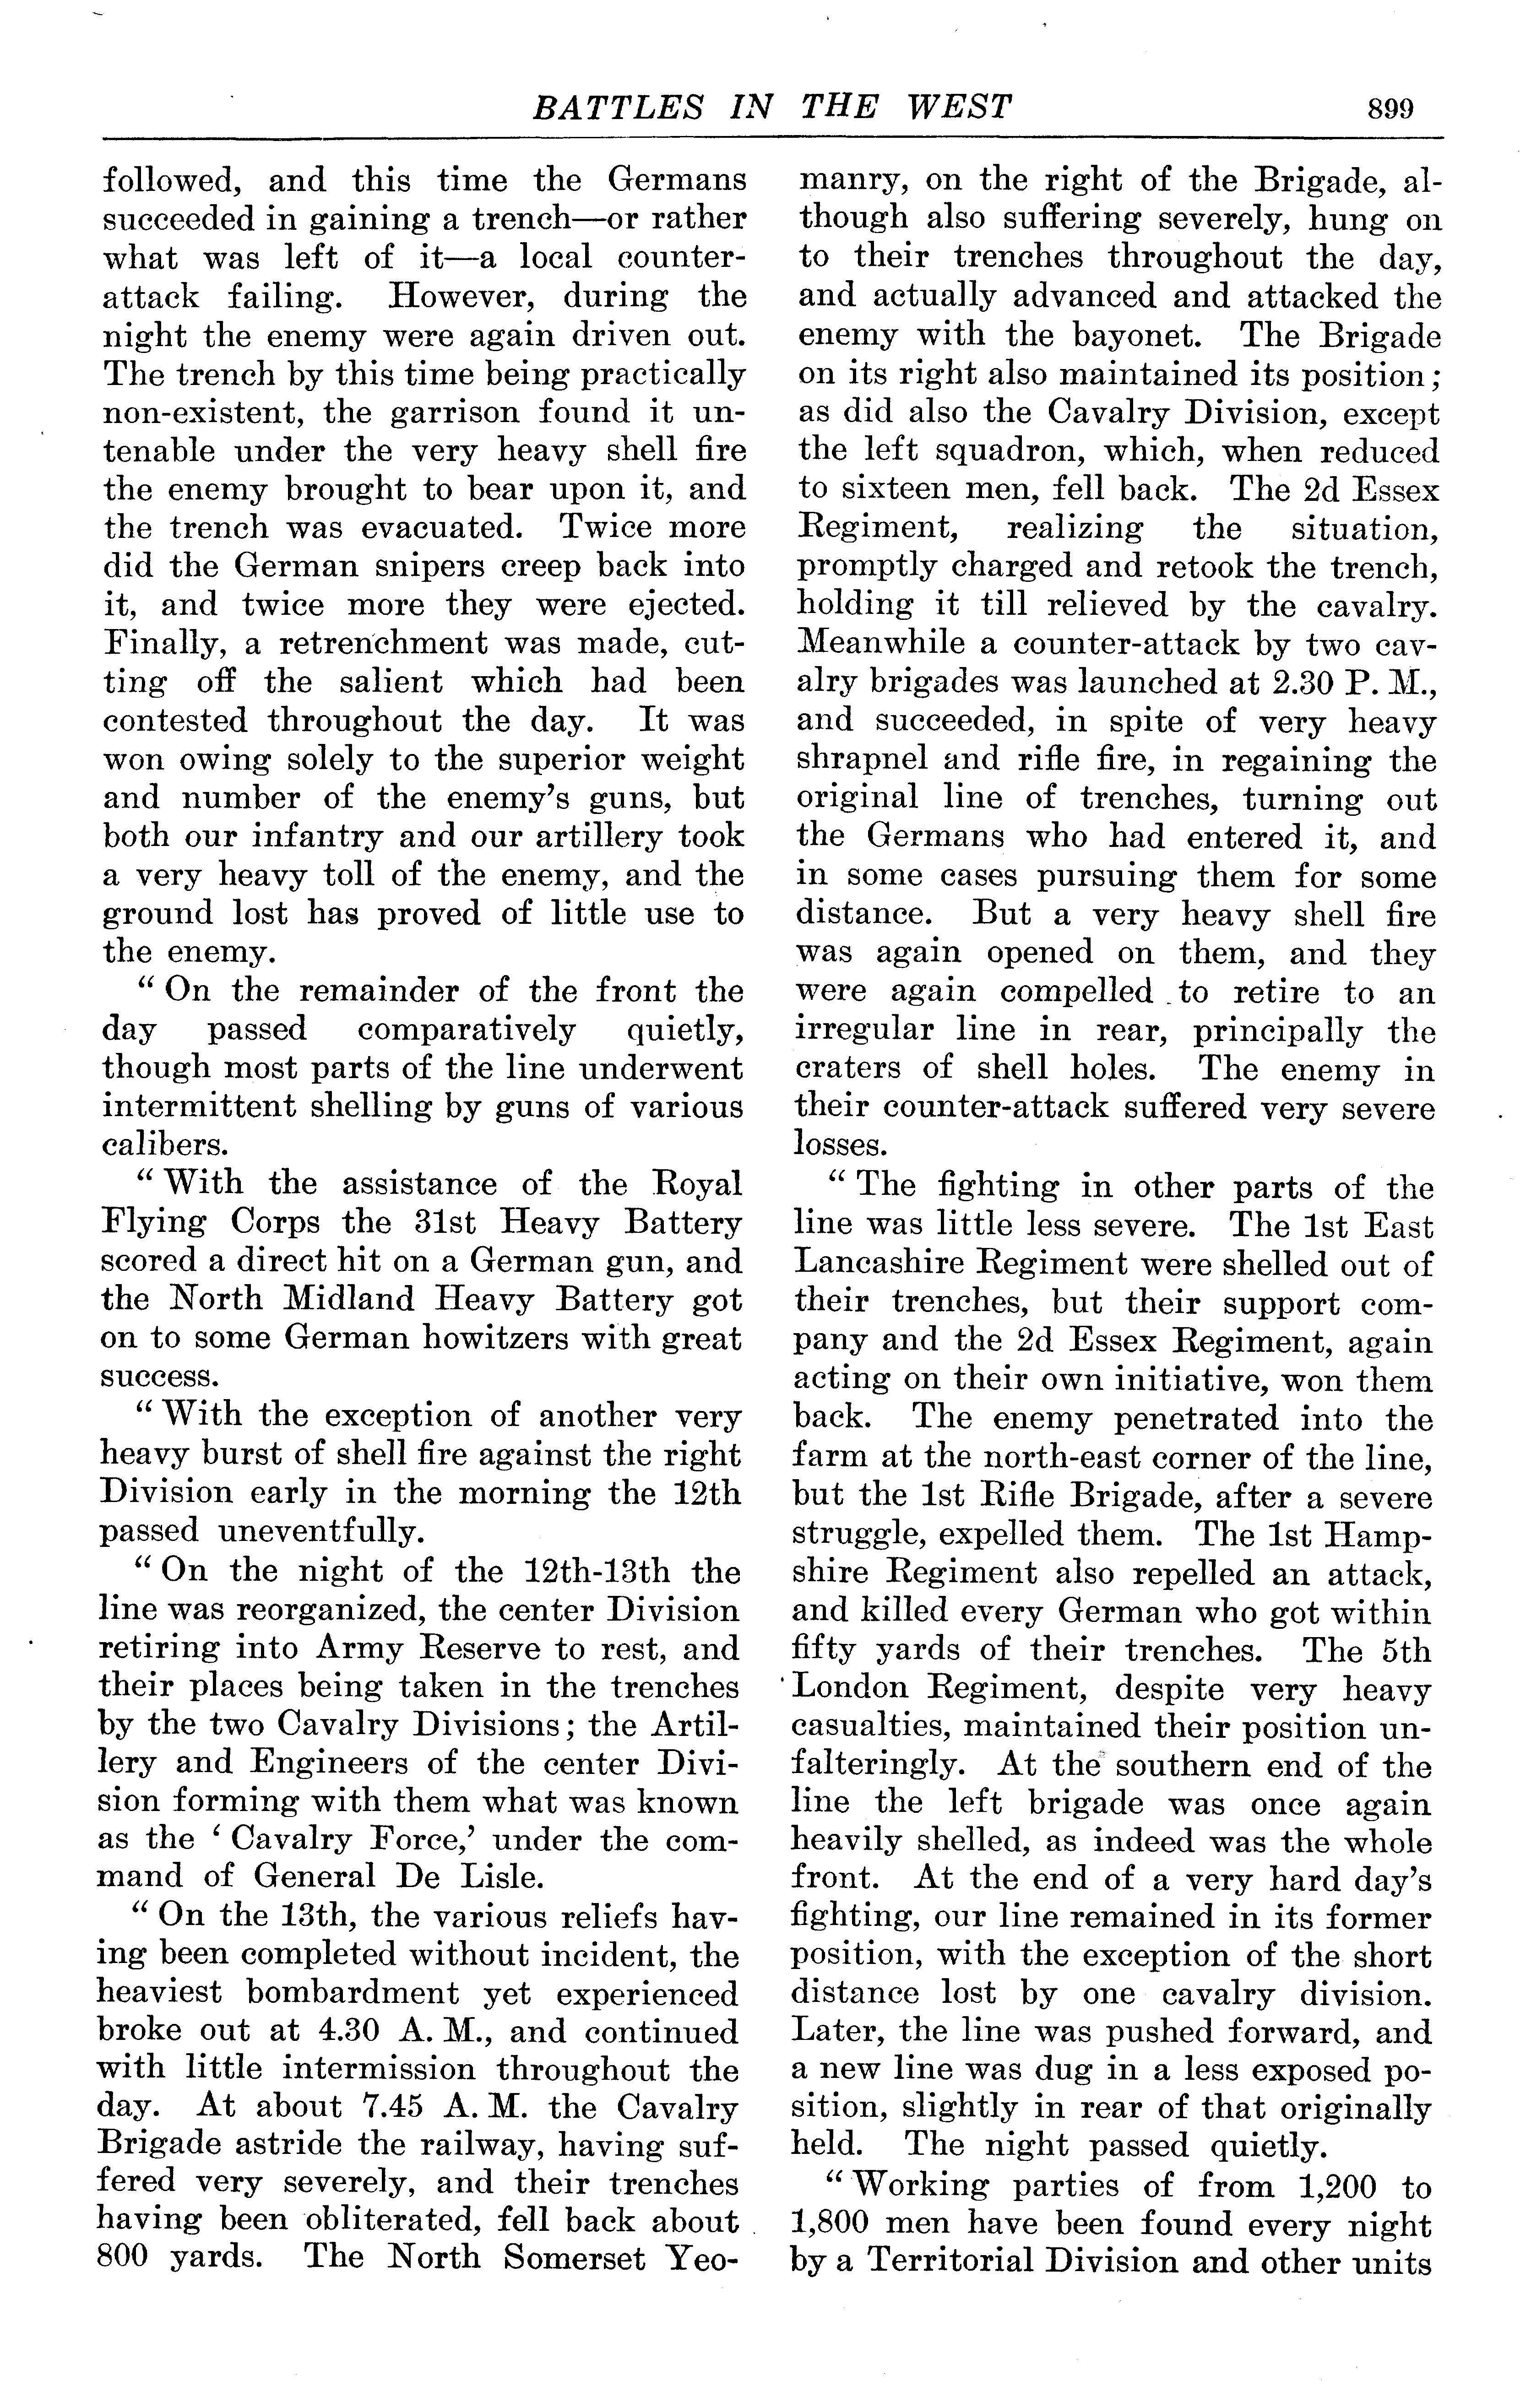 BATTLES IN THE WEST 899
followed, and this time the Germans
succeeded in gaining a trench—or rather
what was left of it—a local counter-
attack failing. However, during the
night the enemy were again driven out.
The trench by this time being practically
non-existent, the garrison found it un-
tenable under the very heavy shell fire
the enemy brought to bear upon it, and
the trench was evacuated. Twice more
did the German snipers creep back into
it, and twice more they were ejected.
Finally, a retrenchment was made, cut-
ting off the salient which had been
contested throughout the day. It was
won owing solely to the superior weight
and number of the enemy's guns, but
both our infantry and our artillery took
a very heavy toll of the enemy, and the
ground lost has proved of little use to
the enemy.
“ On the remainder of the front the
day passed comparatively quietly,
though most parts of the line underwent
intermittent shelling by guns of various
calibers.
“ With the assistance of the Royal
Flying Corps the 31st Heavy Battery
scored a direct hit on a German gun, and
the North Midland Heavy Battery got
on to some German howitzers with great
success.
“ With the exception of another very
heavy burst of shell fire against the right
Division early in the morning the 12th
passed uneventfully.
“ On the night of the 12th-13th the
line was reorganized, the center Division
retiring into Army Reserve to rest, and
their places being taken in the trenches
by the two Cavalry Divisions; the Artil-
lery and Engineers of the center Divi-
sion forming with them what was known
as the ‘ Cavalry Force,’ under the com-
mand of General De Lisle.
“ On the 13th, the various reliefs hav-
ing been completed without incident, the
heaviest bombardment yet experienced
broke out at 4.30 A. M., and continued
with little intermission throughout the
day. At about 7.45 A. M. the Cavalry
Brigade astride the railway, having suf-
fered very severely, and their trenches
having been obliterated, fell back about
800 yards. The North Somerset Yeo-
manry, on the right of the Brigade, al-
though also suffering severely, hung on
to their trenches throughout the day,
and actually advanced and attacked the
enemy with the bayonet. The Brigade
on its right also maintained its position;
as did also the Cavalry Division, except
the left squadron, which, when reduced
to sixteen men, fell back. The 2d Essex
Regiment, realizing the situation,
promptly charged and retook the trench,
holding it till relieved by the cavalry.
Meanwhile a counter-attack by two cav-
alry brigades was launched at 2.30 P. M.,
and succeeded, in spite of very heavy
shrapnel and rifle fire, in regaining the
original line of trenches, turning out
the Germans who had entered it, and
in some cases pursuing them for some
distance. But a very heavy shell fire
was again opened on them, and they
were again compelled to retire to an
irregular line in rear, principally the
craters of shell holes. The enemy in
their counter-attack suffered very severe
losses.
“ The fighting in other parts of the
line was little less severe. The 1st East
Lancashire Regiment were shelled out of
their trenches, but their support com-
pany and the 2d Essex Regiment, again
acting on their own initiative, won them
back. The enemy penetrated into the
farm at the north-east corner of the line,
but the 1st Rifle Brigade, after a severe
struggle, expelled them. The 1st Hamp-
shire Regiment also repelled an attack,
and killed every German who got within
fifty yards of their trenches. The 5th
London Regiment, despite very heavy
casualties, maintained their position un-
falteringly. At the southern end of the
line the left brigade was once again
heavily shelled, as indeed was the whole
front. At the end of a very hard day's
fighting, our line remained in its former
position, with the exception of the short
distance lost by one cavalry division.
Later, the line was pushed forward, and
a new line was dug in a less exposed po-
sition, slightly in rear of that originally
held. The night passed quietly.
“ Working parties of from 1,200 to
1,800 men have been found every night
by a Territorial Division and other units